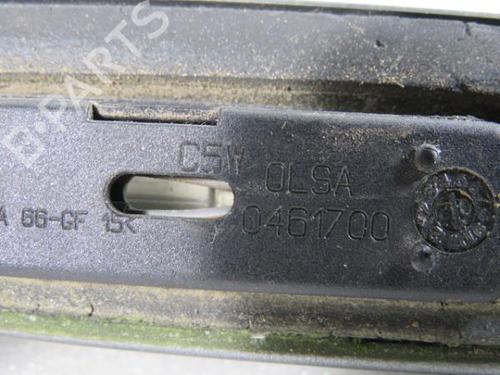 B-PARTS
C5W
OLSA
A 66-GF 15<
0461700